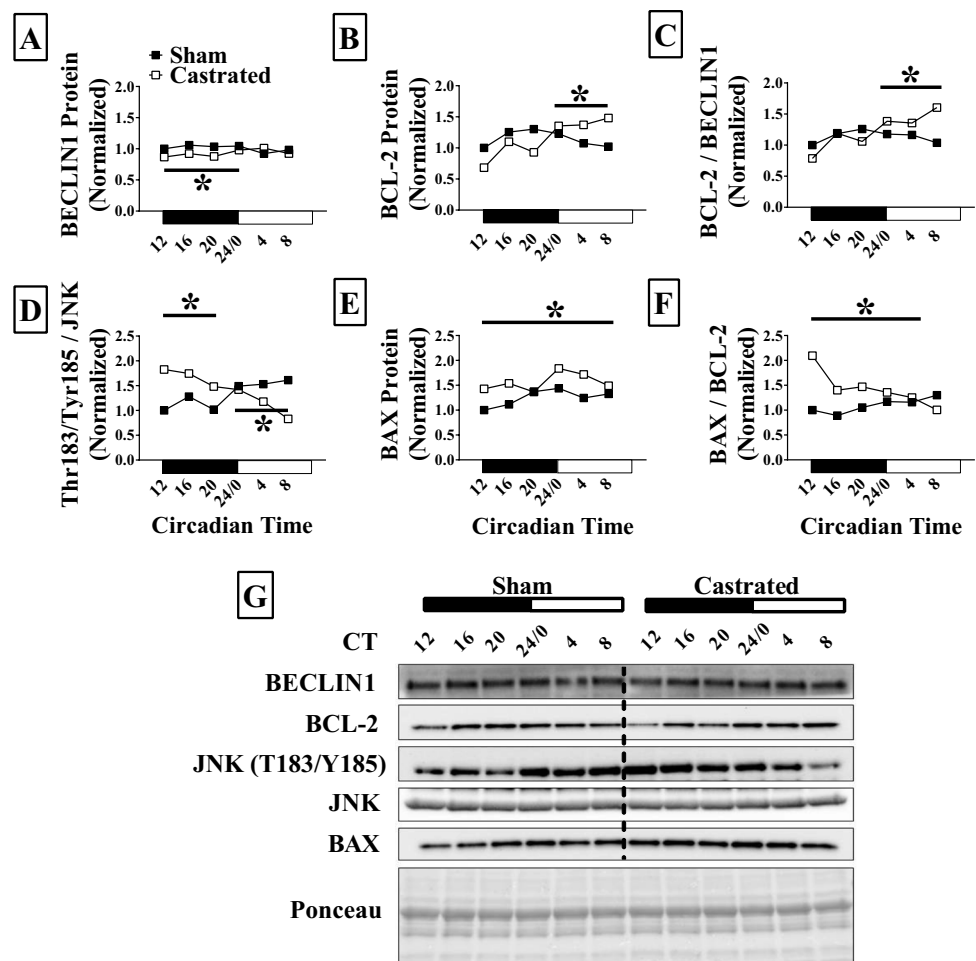 A
Sham
Castrated
BECLIN1 Protein
(Normalized)
2.0
1.5
1.0
0.5
0.0
*
12 16 20 24/0 4 8
B
BCL-2 Protein
(Normalized)
2.0
1.5
1.0
0.5
0.0
*
12 16 20 24/0 4 8
C
BCL-2 / BECLIN1
(Normalized)
2.0
1.5
1.0
0.5
0.0
*
12 16 20 24/0 4 8
D
Thr183/Tyr185 / JNK
(Normalized)
2.5
2.0
1.5
1.0
0.5
0.0
*
*
12 16 20 24/0 4 8
Circadian Time
E
BAX Protein
(Normalized)
2.5
2.0
1.5
1.0
0.5
0.0
*
12 16 20 24/0 4 8
Circadian Time
F
BAX / BCL-2
(Normalized)
2.5
2.0
1.5
1.0
0.5
0.0
*
12 16 20 24/0 4 8
Circadian Time
G
Sham Castrated
CT 12 16 20 24/0 4 8 12 16 20 24/0 4 8
BECLIN1
BCL-2
JNK (T183/Y185)
JNK
BAX
Ponceau